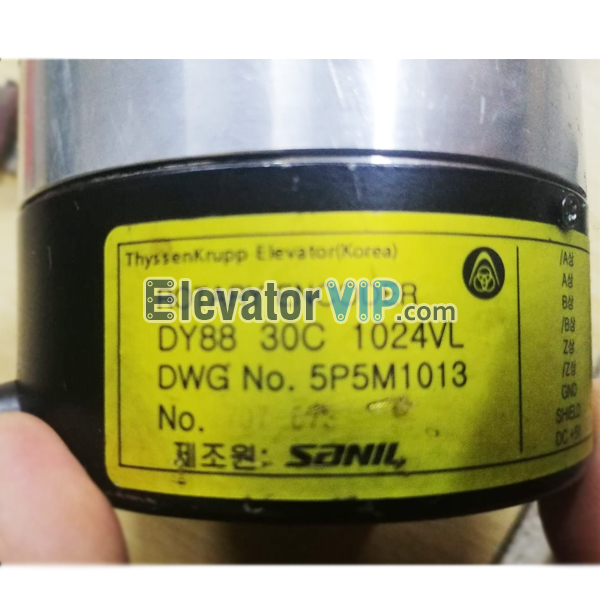 ThyssenKrupp Elevator(Korea)
ElevatorVIP.com
DY88 30C 1024VL
DWG No. 5P5M1013
No.
제조원: SANIL
/A상
A상
B상
/B상
Z상
/Z상
GND
SHIELD
DC +5V